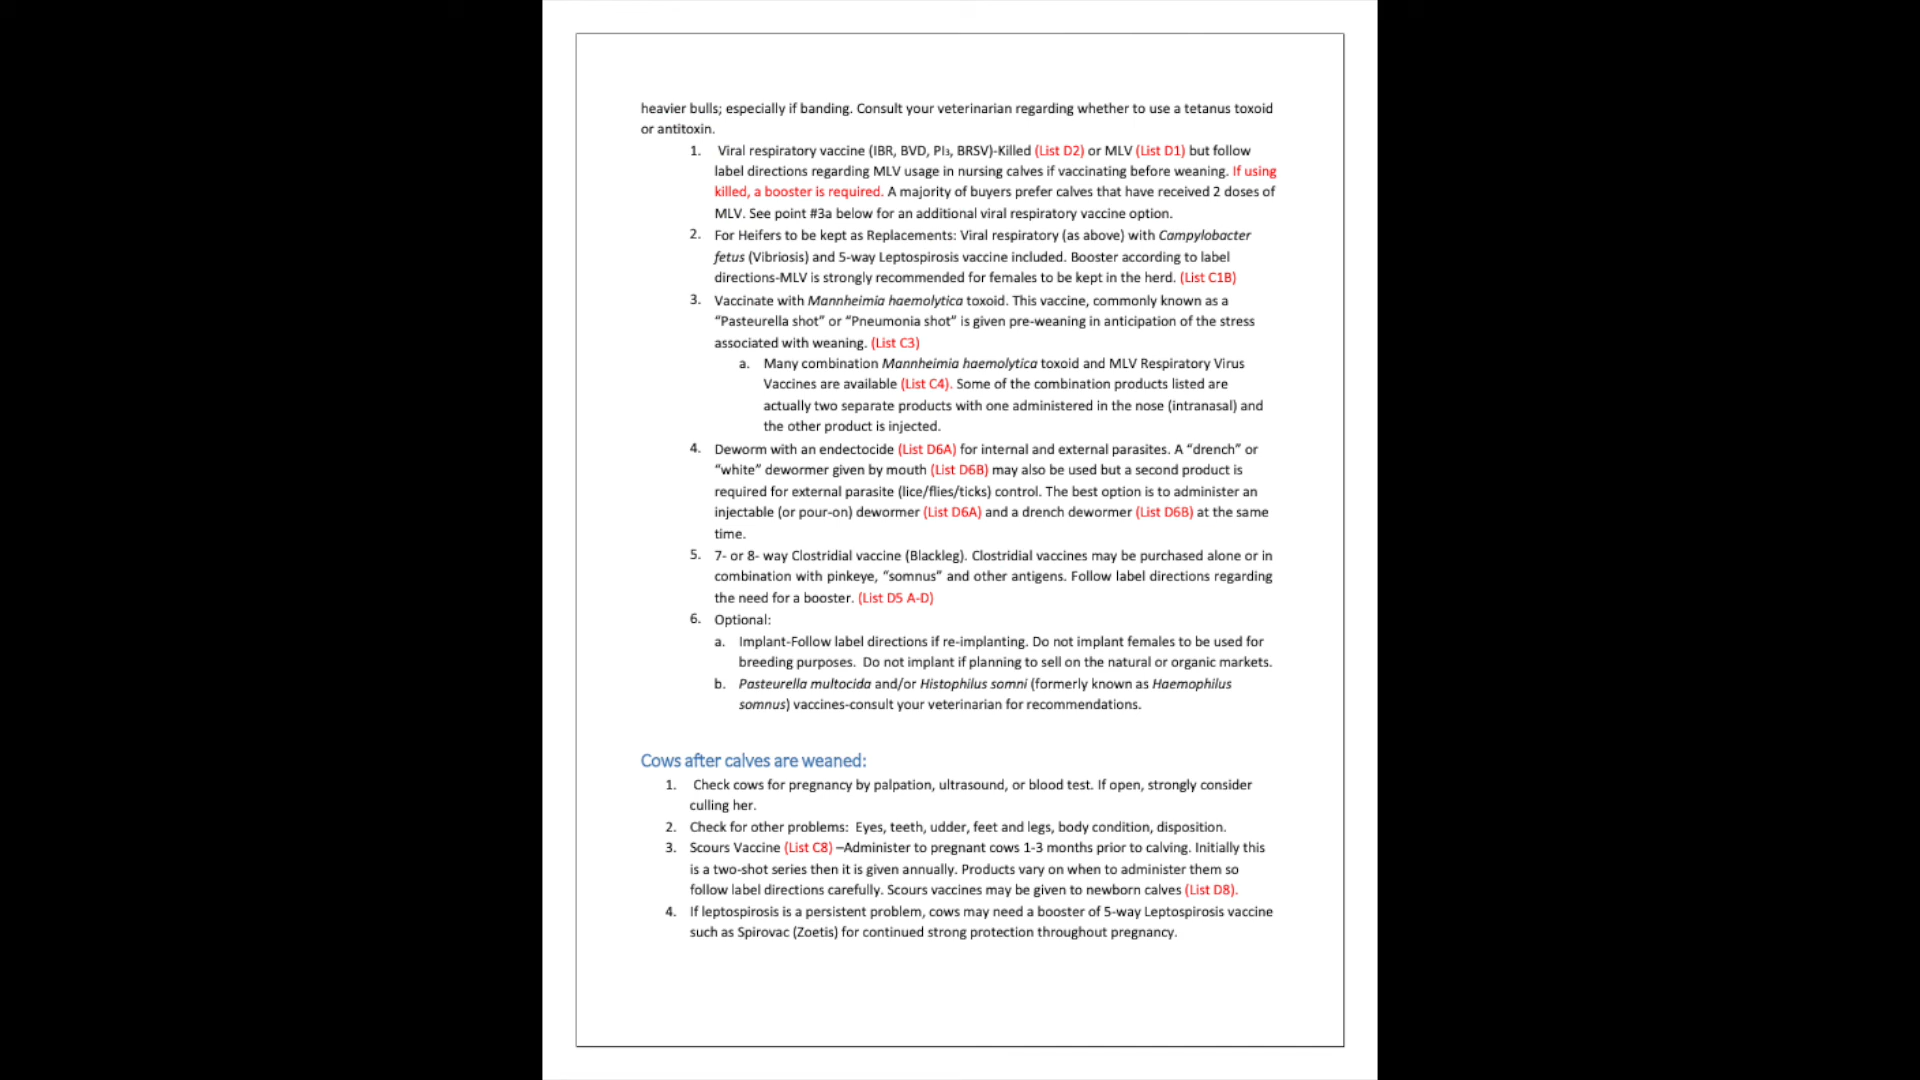 heavier bulls; especially if banding. Consult your veterinarian regarding whether to use a tetanus toxoid
or antitoxin.
1. Viral respiratory vaccine (IBR, BVD, PI₃, BRSV)-Killed (List D2) or MLV (List D1) but follow
label directions regarding MLV usage in nursing calves if vaccinating before weaning. If using
killed, a booster is required. A majority of buyers prefer calves that have received 2 doses of
MLV. See point #3a below for an additional viral respiratory vaccine option.
2. For Heifers to be kept as Replacements: Viral respiratory (as above) with Campylobacter
fetus (Vibriosis) and 5-way Leptospirosis vaccine included. Booster according to label
directions-MLV is strongly recommended for females to be kept in the herd. (List C1B)
3. Vaccinate with Mannheimia haemolytica toxoid. This vaccine, commonly known as a
“Pasteurella shot” or “Pneumonia shot” is given pre-weaning in anticipation of the stress
associated with weaning. (List C3)
a. Many combination Mannheimia haemolytica toxoid and MLV Respiratory Virus
Vaccines are available (List C4). Some of the combination products listed are
actually two separate products with one administered in the nose (intranasal) and
the other product is injected.
4. Deworm with an endectocide (List D6A) for internal and external parasites. A “drench” or
“white” dewormer given by mouth (List D6B) may also be used but a second product is
required for external parasite (lice/flies/ticks) control. The best option is to administer an
injectable (or pour-on) dewormer (List D6A) and a drench dewormer (List D6B) at the same
time.
5. 7- or 8- way Clostridial vaccine (Blackleg). Clostridial vaccines may be purchased alone or in
combination with pinkeye, “somnus” and other antigens. Follow label directions regarding
the need for a booster. (List D5 A-D)
6. Optional:
a. Implant-Follow label directions if re-implanting. Do not implant females to be used for
breeding purposes. Do not implant if planning to sell on the natural or organic markets.
b. Pasteurella multocida and/or Histophilus somni (formerly known as Haemophilus
somnus) vaccines-consult your veterinarian for recommendations.
Cows after calves are weaned:
1. Check cows for pregnancy by palpation, ultrasound, or blood test. If open, strongly consider
culling her.
2. Check for other problems: Eyes, teeth, udder, feet and legs, body condition, disposition.
3. Scours Vaccine (List C8) –Administer to pregnant cows 1-3 months prior to calving. Initially this
is a two-shot series then it is given annually. Products vary on when to administer them so
follow label directions carefully. Scours vaccines may be given to newborn calves (List D8).
4. If leptospirosis is a persistent problem, cows may need a booster of 5-way Leptospirosis vaccine
such as Spirovac (Zoetis) for continued strong protection throughout pregnancy.